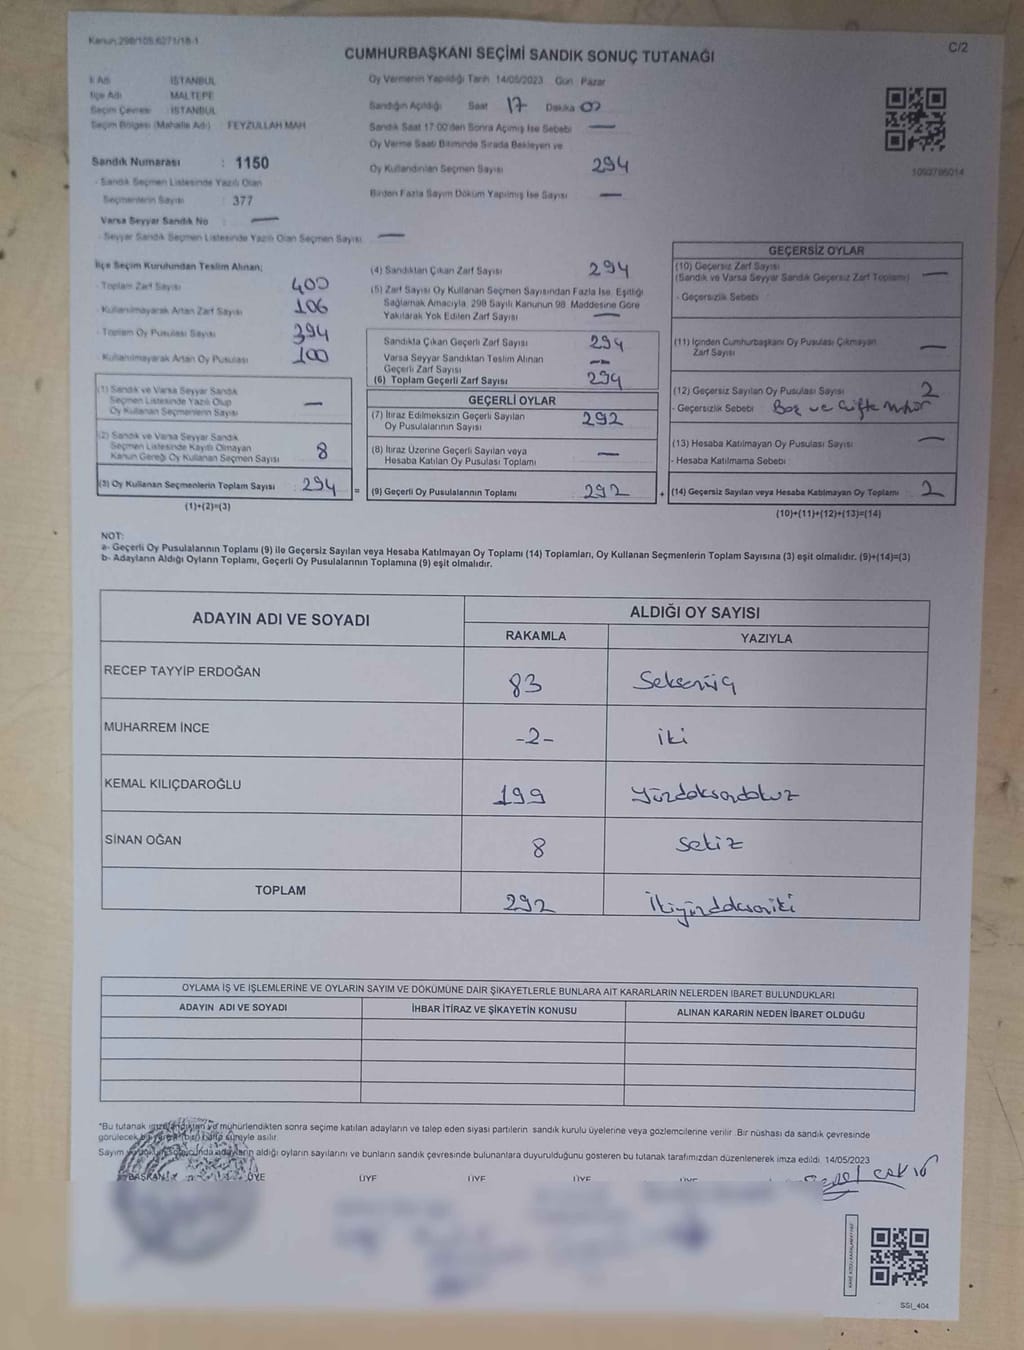 Kanun:298/105,6271/18-1
C/2
CUMHURBAŞKANI SEÇİMİ SANDIK SONUÇ TUTANAĞI
İl Adı : İSTANBUL
İlçe Adı : MALTEPE
Seçim Çevresi : İSTANBUL
Seçim Bölgesi (Mahalle Adı) : FEYZULLAH MAH
Sandık Numarası : 1150
- Sandık Seçmen Listesinde Yazılı Olan
Seçmenlerin Sayısı : 377
Varsa Seyyar Sandık No : —
- Seyyar Sandık Seçmen Listesinde Yazılı Olan Seçmen Sayısı : —
Oy Vermenin Yapıldığı Tarih 14/05/2023 Gün Pazar
Sandığın Açıldığı Saat 17 Dakika 00
Sandık Saat 17:00'den Sonra Açımış İse Sebebi —
Oy Verme Saati Bitiminde Sırada Bekleyen ve
Oy Kullandırılan Seçmen Sayısı 294
Birden Fazla Sayım Döküm Yapılmış İse Sayısı —
1093786014
İlçe Seçim Kurulundan Teslim Alınan;
- Toplam Zarf Sayısı : 400
- Kullanılmayarak Artan Zarf Sayısı : 106
- Toplam Oy Pusulası Sayısı : 394
- Kullanılmayarak Artan Oy Pusulası : 100
(1) Sandık ve Varsa Seyyar Sandık
Seçmen Listesinde Yazılı Olup
Oy Kullanan Seçmenlerin Sayısı : —
(2) Sandık ve Varsa Seyyar Sandık
Seçmen Listesinde Kayıtlı Olmayan
Kanun Gereği Oy Kullanan Seçmen Sayısı : 8
(3) Oy Kullanan Seçmenlerin Toplam Sayısı : 294
(1)+(2)=(3)
(4) Sandıktan Çıkan Zarf Sayısı : 294
(5) Zarf Sayısı Oy Kullanan Seçmen Sayısından Fazla İse, Eşitliği
Sağlamak Amacıyla, 298 Sayılı Kanunun 98. Maddesine Göre
Yakılarak Yok Edilen Zarf Sayısı : —
Sandıkta Çıkan Geçerli Zarf Sayısı : 294
Varsa Seyyar Sandıktan Teslim Alınan
Geçerli Zarf Sayısı : —
(6) Toplam Geçerli Zarf Sayısı : 294
GEÇERLİ OYLAR
(7) İtiraz Edilmeksizin Geçerli Sayılan
Oy Pusulalarının Sayısı : 292
(8) İtiraz Üzerine Geçerli Sayılan veya
Hesaba Katılan Oy Pusulası Toplamı : —
= (9) Geçerli Oy Pusulalarının Toplamı : 292
GEÇERSİZ OYLAR
(10) Geçersiz Zarf Sayısı
(Sandık ve Varsa Seyyar Sandık Geçersiz Zarf Toplamı) : —
- Geçersizlik Sebebi :
(11) İçinden Cumhurbaşkanı Oy Pusulası Çıkmayan
Zarf Sayısı : —
(12) Geçersiz Sayılan Oy Pusulası Sayısı : 2
- Geçersizlik Sebebi : Boş ve çifte mühür
(13) Hesaba Katılmayan Oy Pusulası Sayısı : —
- Hesaba Katılmama Sebebi :
+ (14) Geçersiz Sayılan veya Hesaba Katılmayan Oy Toplamı : 2
(10)+(11)+(12)+(13)=(14)
NOT:
a- Geçerli Oy Pusulalarının Toplamı (9) ile Geçersiz Sayılan veya Hesaba Katılmayan Oy Toplamı (14) Toplamları, Oy Kullanan Seçmenlerin Toplam Sayısına (3) eşit olmalıdır. (9)+(14)=(3)
b- Adayların Aldığı Oyların Toplamı, Geçerli Oy Pusulalarının Toplamına (9) eşit olmalıdır.
ADAYIN ADI VE SOYADI
ALDIĞI OY SAYISI
RAKAMLA YAZIYLA
RECEP TAYYİP ERDOĞAN 83 Seksenüç
MUHARREM İNCE -2- iki
KEMAL KILIÇDAROĞLU 199 Yüzdoksandokuz
SİNAN OĞAN 8 sekiz
TOPLAM 292 İkiyüzdoksaniki
OYLAMA İŞ VE İŞLEMLERİNE VE OYLARIN SAYIM VE DÖKÜMÜNE DAİR ŞİKAYETLERLE BUNLARA AİT KARARLARIN NELERDEN İBARET BULUNDUKLARI
ADAYIN ADI VE SOYADI İHBAR İTİRAZ VE ŞİKAYETİN KONUSU ALINAN KARARIN NEDEN İBARET OLDUĞU
*Bu tutanak imzalandıktan ve mühürlendikten sonra seçime katılan adayların ve talep eden siyasi partilerin sandık kurulu üyelerine veya gözlemcilerine verilir. Bir nüshası da sandık çevresinde
görülecek bir yere bir hafta süreyle asılır.
Sayım ve döküm sonucunda adayların aldığı oyların sayılarını ve bunların sandık çevresinde bulunanlara duyurulduğunu gösteren bu tutanak tarafımızdan düzenlenerek imza edildi. 14/05/2023
BAŞKAN ÜYE ÜYE ÜYE ÜYE ÜYE
SSİ_404